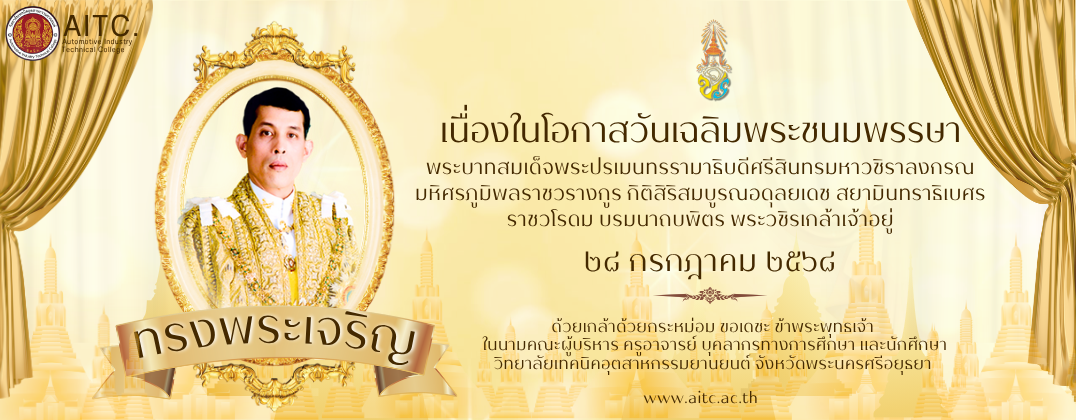 AITC.
Automotive Industry
Technical College
เนื่องในโอกาสวันเฉลิมพระชนมพรรษา
พระบาทสมเด็จพระปรเมนทรรามาธิบดีศรีสินทรมหาวชิราลงกรณ
มหิศรภูมิพลราชวรางกูร กิติสิริสมบูรณอดุลยเดช สยามินทราธิเบศร
ราชวโรดม บรมนาถบพิตร พระวชิรเกล้าเจ้าอยู่
๒๘ กรกฎาคม ๒๕๖๘
ทรงพระเจริญ
ด้วยเกล้าด้วยกระหม่อม ขอเดชะ ข้าพระพุทธเจ้า
ในนามคณะผู้บริหาร ครูอาจารย์ บุคลากรทางการศึกษา และนักศึกษา
วิทยาลัยเทคนิคอุตสาหกรรมยานยนต์ จังหวัดพระนครศรีอยุธยา
www.aitc.ac.th